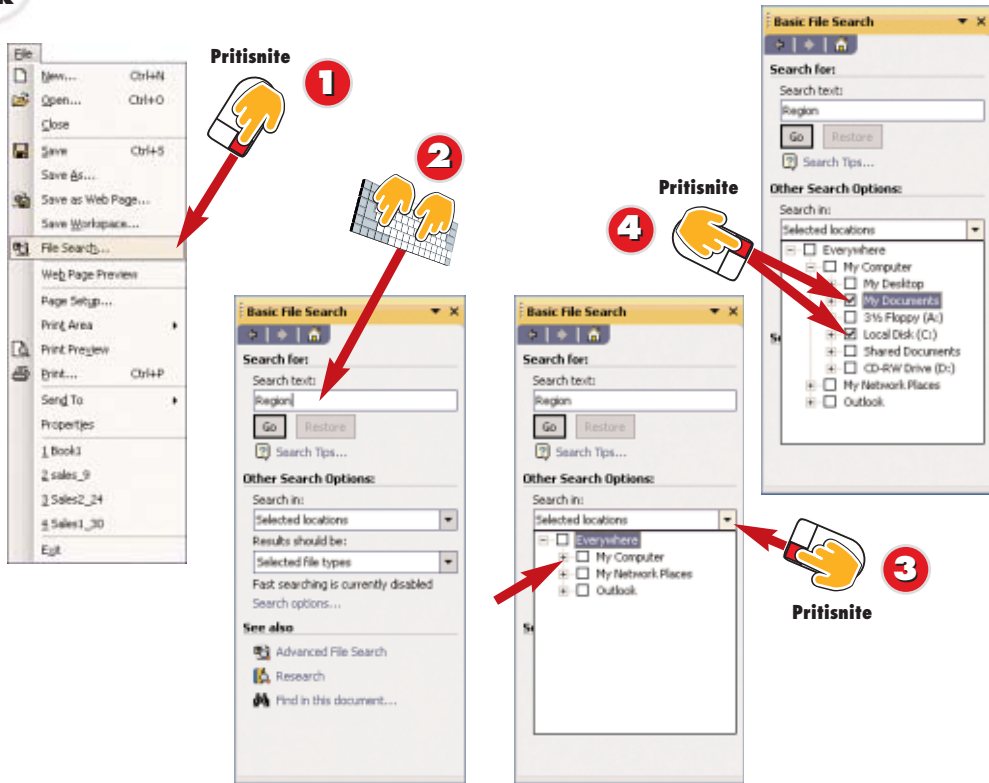 File
New... Ctrl+N
Open... Ctrl+O
Close
Save Ctrl+S
Save As...
Save as Web Page...
Save Workspace...
File Search...
Web Page Preview
Page Setup...
Print Area
Print Preview
Print... Ctrl+P
Send To
Properties
1 Book1
2 sales_9
3 Sales2_24
4 Sales1_30
Exit
Pritisnite
1
2
Basic File Search
Search for:
Search text:
Region
Go Restore
Search Tips...
Other Search Options:
Search in:
Selected locations
Results should be:
Selected file types
Fast searching is currently disabled
Search options...
See also
Advanced File Search
Research
Find in this document...
Basic File Search
Search for:
Search text:
Region
Go Restore
Search Tips...
Other Search Options:
Search in:
Selected locations
Everywhere
My Computer
My Network Places
Outlook
3
Pritisnite
Pritisnite
4
Basic File Search
Search for:
Search text:
Region
Go Restore
Search Tips...
Other Search Options:
Search in:
Selected locations
Everywhere
My Computer
My Desktop
My Documents
3½ Floppy (A:)
Local Disk (C:)
Shared Documents
CD-RW Drive (D:)
My Network Places
Outlook